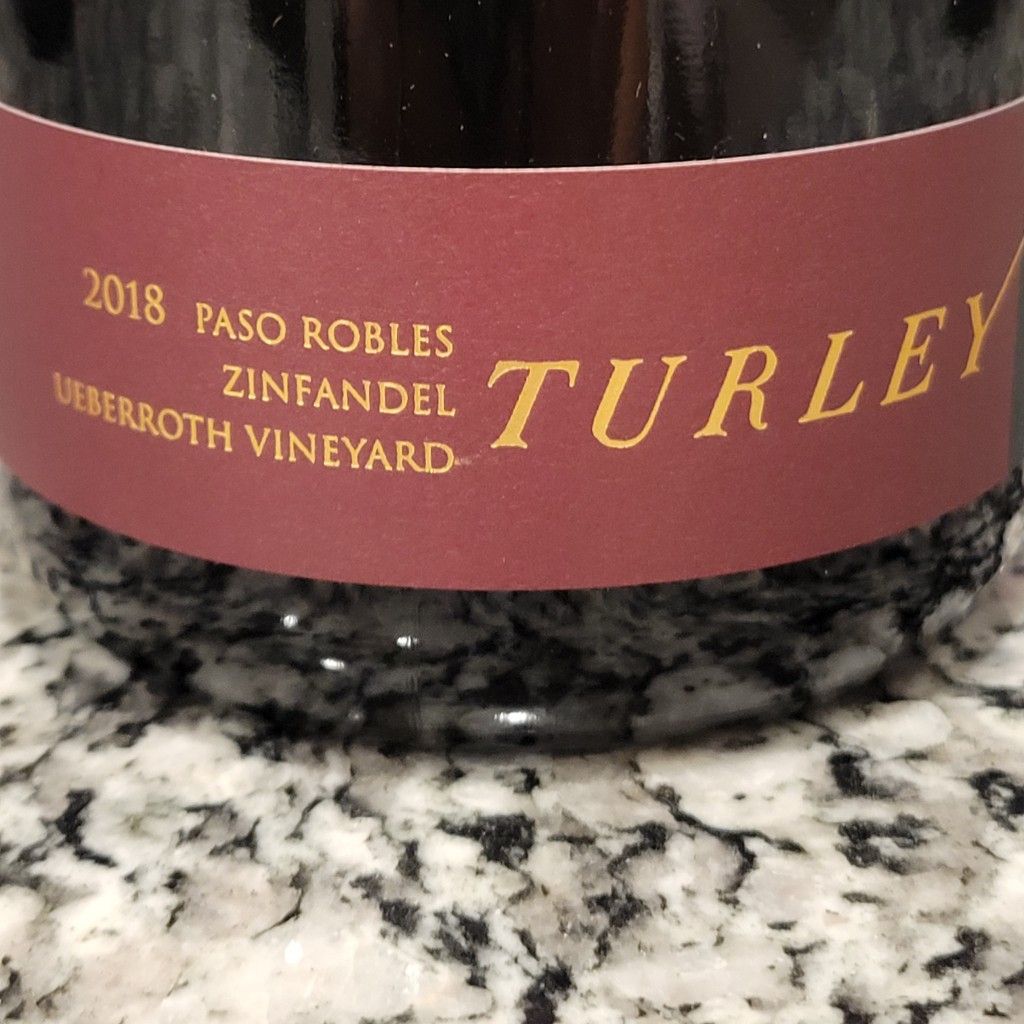 2018 PASO ROBLES
ZINFANDEL
UEBERROTH VINEYARD
TURLEY